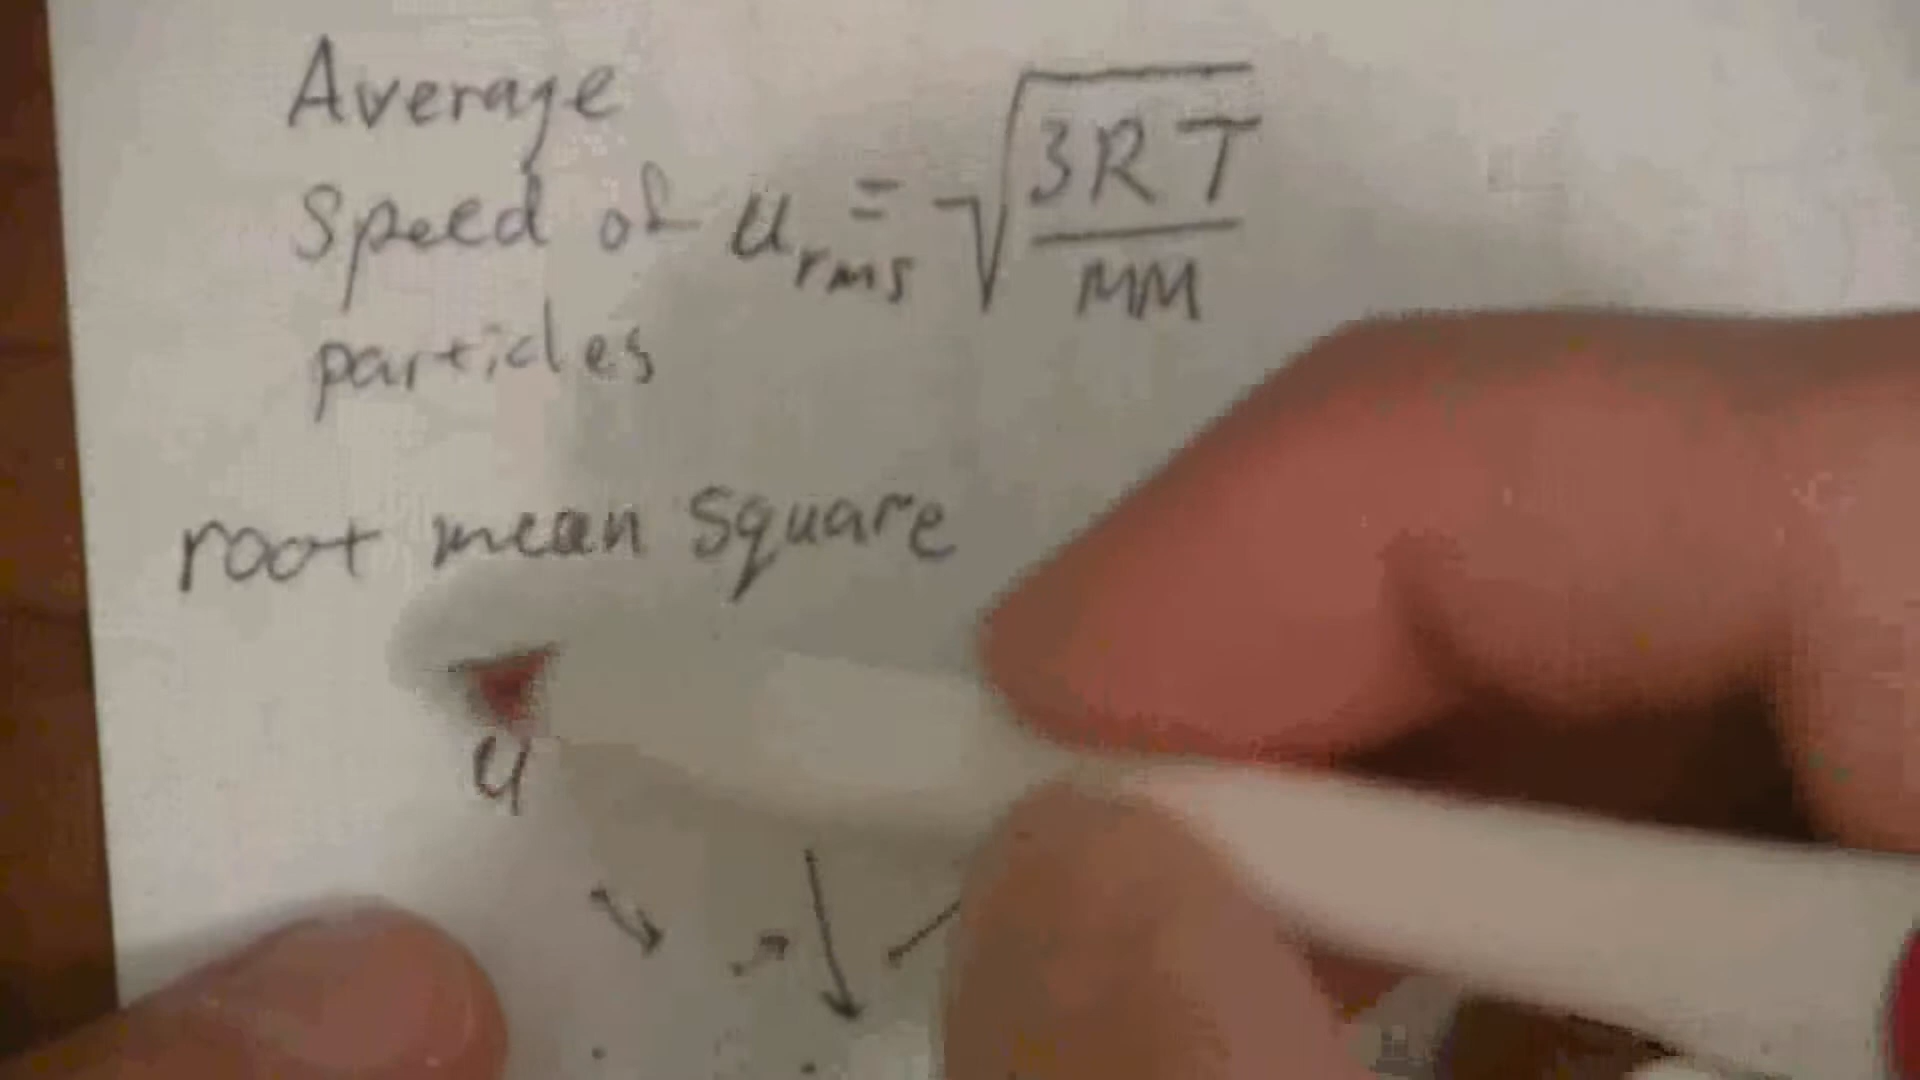 Average
Speed of u_rms = √(3RT/MM)
particles
root mean square
u